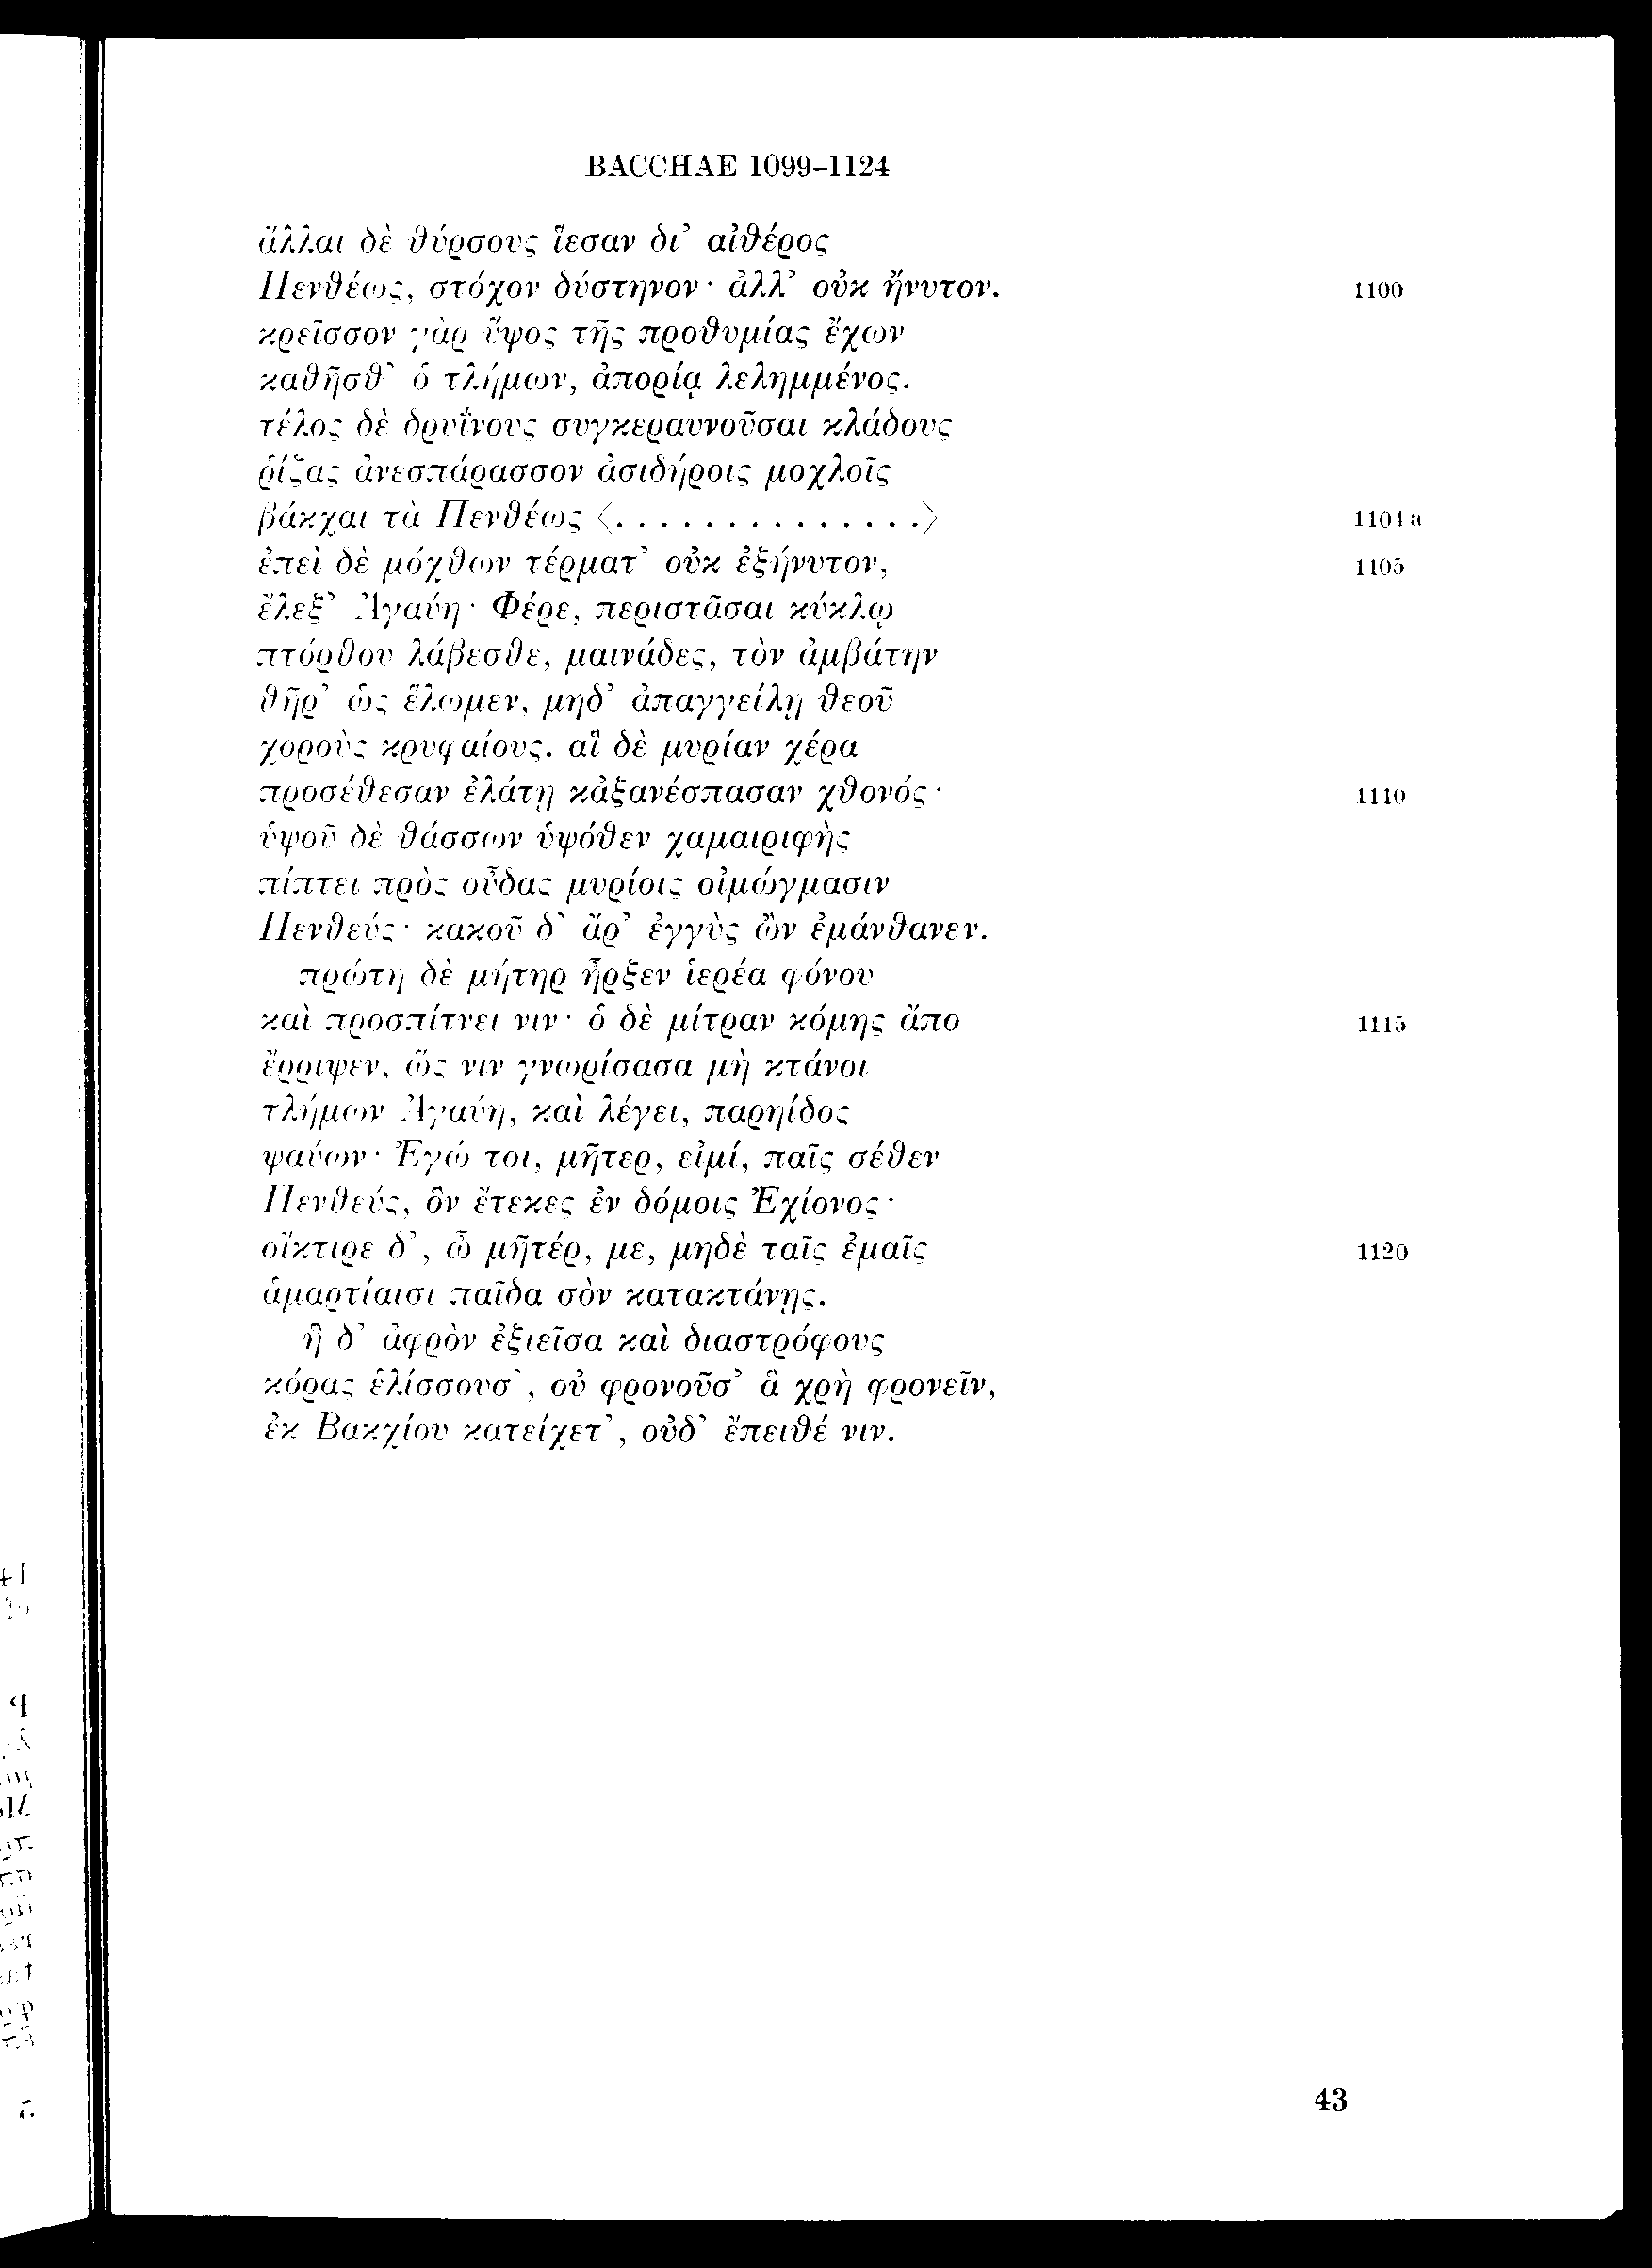 BACCHAE 1099–1124
ἄλλαι δὲ θύρσους ἵεσαν δι’ αἰθέρος
Πενθέως, στόχον δύστηνον· ἀλλ’ οὐκ ἤνυτον. 1100
κρεῖσσον γὰρ ὕψος τῆς προθυμίας ἔχων
καθῆσθ’ ὁ τλήμων, ἀπορίᾳ λελημμένος.
τέλος δὲ δρυΐνους συγκεραυνοῦσαι κλάδους
ῥίζας ἀνεσπάρασσον ἀσιδήροις μοχλοῖς
βάκχαι τὰ Πενθέως 〈. . . . . . . . . . . . . .〉 1104a
ἐπεὶ δὲ μόχθων τέρματ’ οὐκ ἐξήνυτον, 1105
ἔλεξ’ Ἀγαύη· Φέρε, περιστᾶσαι κύκλῳ
πτόρθου λάβεσθε, μαινάδες, τὸν ἀμβάτην
θῆρ’ ὡς ἕλωμεν, μηδ’ ἀπαγγείλῃ θεοῦ
χοροὺς κρυφαίους. αἳ δὲ μυρίαν χέρα
προσέθεσαν ἐλάτῃ κἀξανέσπασαν χθονός· 1110
ὑψοῦ δὲ θάσσων ὑψόθεν χαμαιριφὴς
πίπτει πρὸς οὖδας μυρίοις οἰμώγμασιν
Πενθεύς· κακοῦ δ’ ἄρ’ ἐγγὺς ὢν ἐμάνθανεν.
πρώτη δὲ μήτηρ ἦρξεν ἱερέα φόνου
καὶ προσπίτνει νιν· ὁ δὲ μίτραν κόμης ἄπο 1115
ἔρριψεν, ὥς νιν γνωρίσασα μὴ κτάνοι
τλήμων Ἀγαύη, καὶ λέγει, παρηίδος
ψαύων· Ἐγώ τοι, μῆτερ, εἰμί, παῖς σέθεν
Πενθεύς, ὃν ἔτεκες ἐν δόμοις Ἐχίονος·
οἴκτιρε δ’, ὦ μῆτέρ, με, μηδὲ ταῖς ἐμαῖς 1120
ἁμαρτίαισι παῖδα σὸν κατακτάνῃς.
ἣ δ’ ἀφρὸν ἐξιεῖσα καὶ διαστρόφους
κόρας ἑλίσσουσ’, οὐ φρονοῦσ’ ἃ χρὴ φρονεῖν,
ἐκ Βακχίου κατείχετ’, οὐδ’ ἔπειθέ νιν.
43